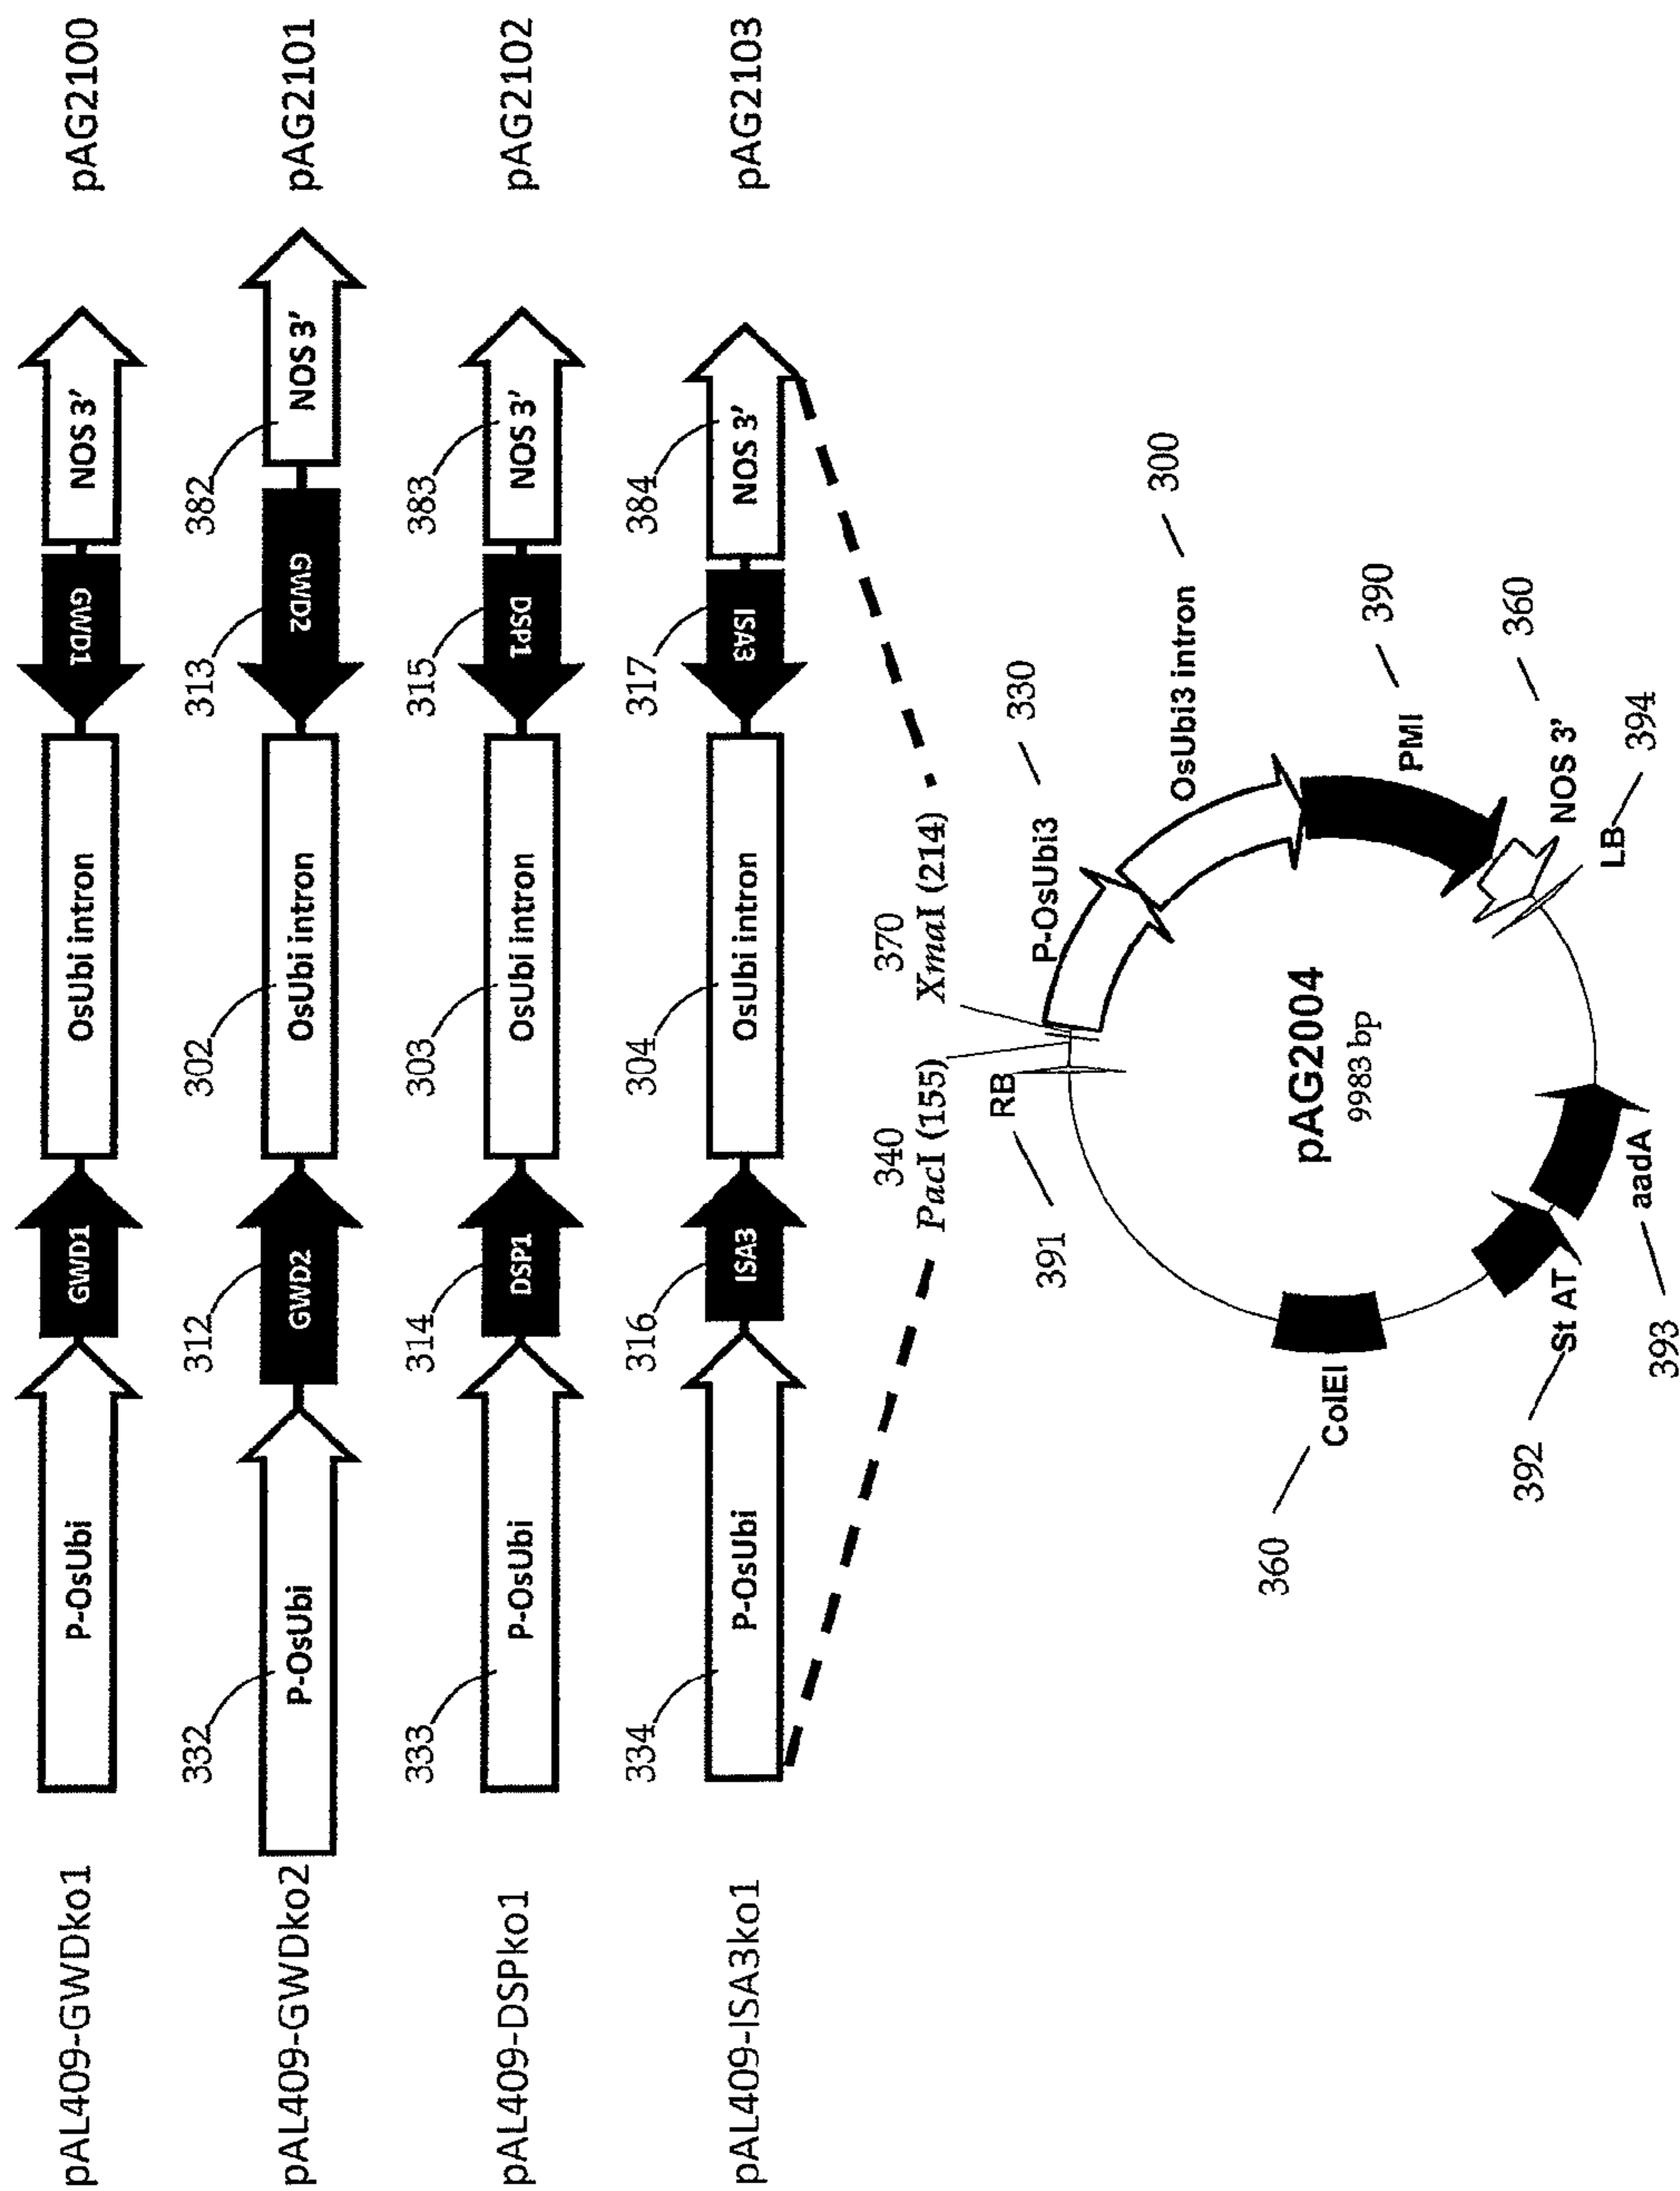 pAL409-GWDko1
P-OsUbi
GWD1
OsUbi intron
GWD1
NOS 3'
pAG2100
332
312
302
313
382
pAL409-GWDko2
P-OsUbi
GWD2
OsUbi intron
GWD2
NOS 3'
pAG2101
333
314
303
315
383
pAL409-DSPko1
P-OsUbi
DSP1
OsUbi intron
DSP1
NOS 3'
pAG2102
334
316
304
317
384
pAL409-ISA3ko1
P-OsUbi
ISA3
OsUbi intron
ISA3
NOS 3'
pAG2103
340
370
PacI (155)
XmaI (214)
391
RB
P-OsUbi3
330
OsUbi3 intron
300
360
ColEI
pAG2004
9983 bp
PMI
390
NOS 3'
360
LB
394
392
St AT
aadA
393